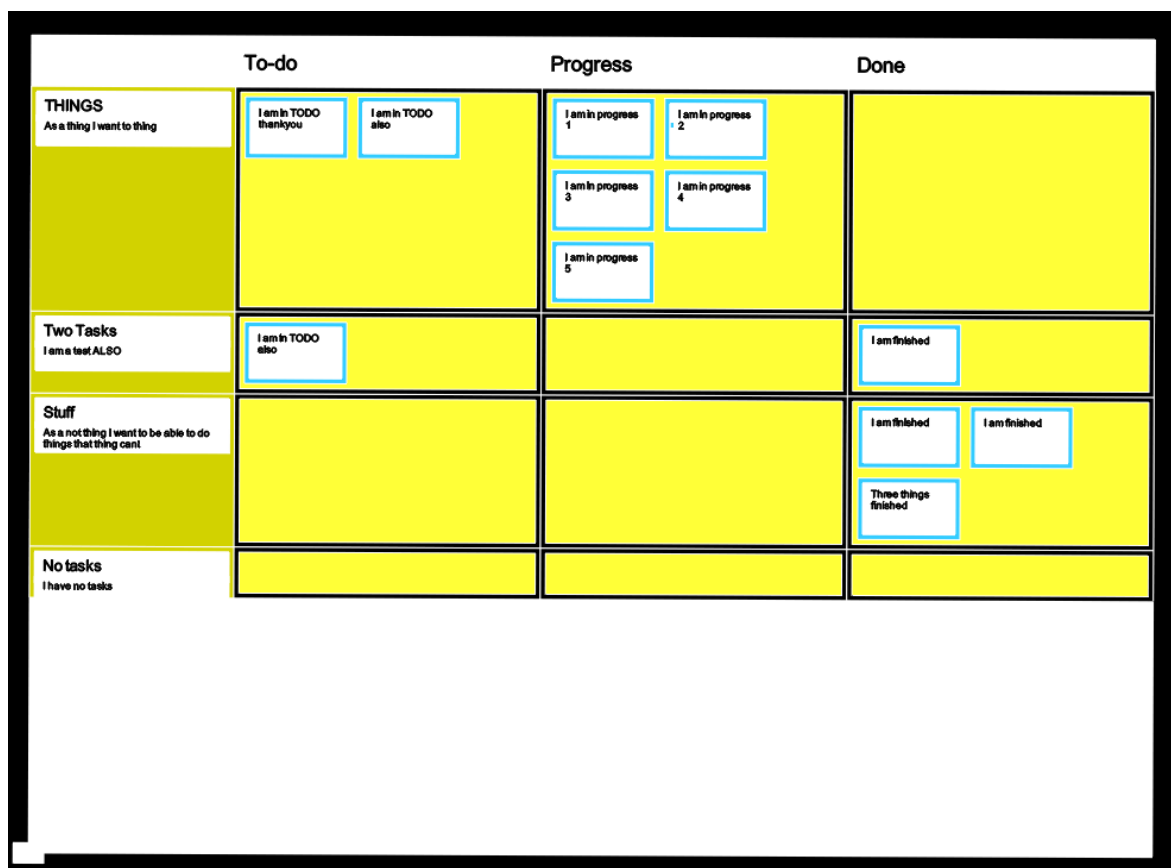 To-do
Progress
Done
THINGS
As a thing I want to thing
I am in TODO
thankyou
I am in TODO
also
I am in progress
1
I am in progress
2
I am in progress
3
I am in progress
4
I am in progress
5
Two Tasks
I am a test ALSO
I am in TODO
also
I am finished
Stuff
As a not thing I want to be able to do
things that thing cant
I am finished
I am finished
Three things
finished
No tasks
I have no tasks